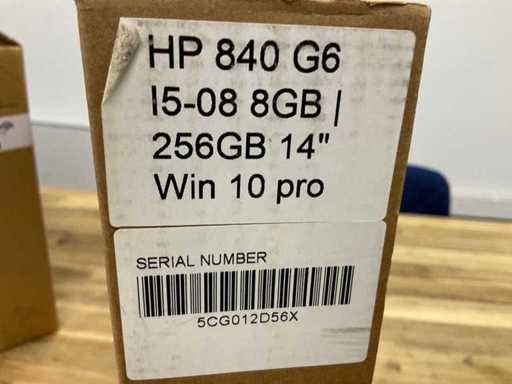 HP 840 G6
I5-08 8GB |
256GB 14"
Win 10 pro
SERIAL NUMBER
5CG012D56X